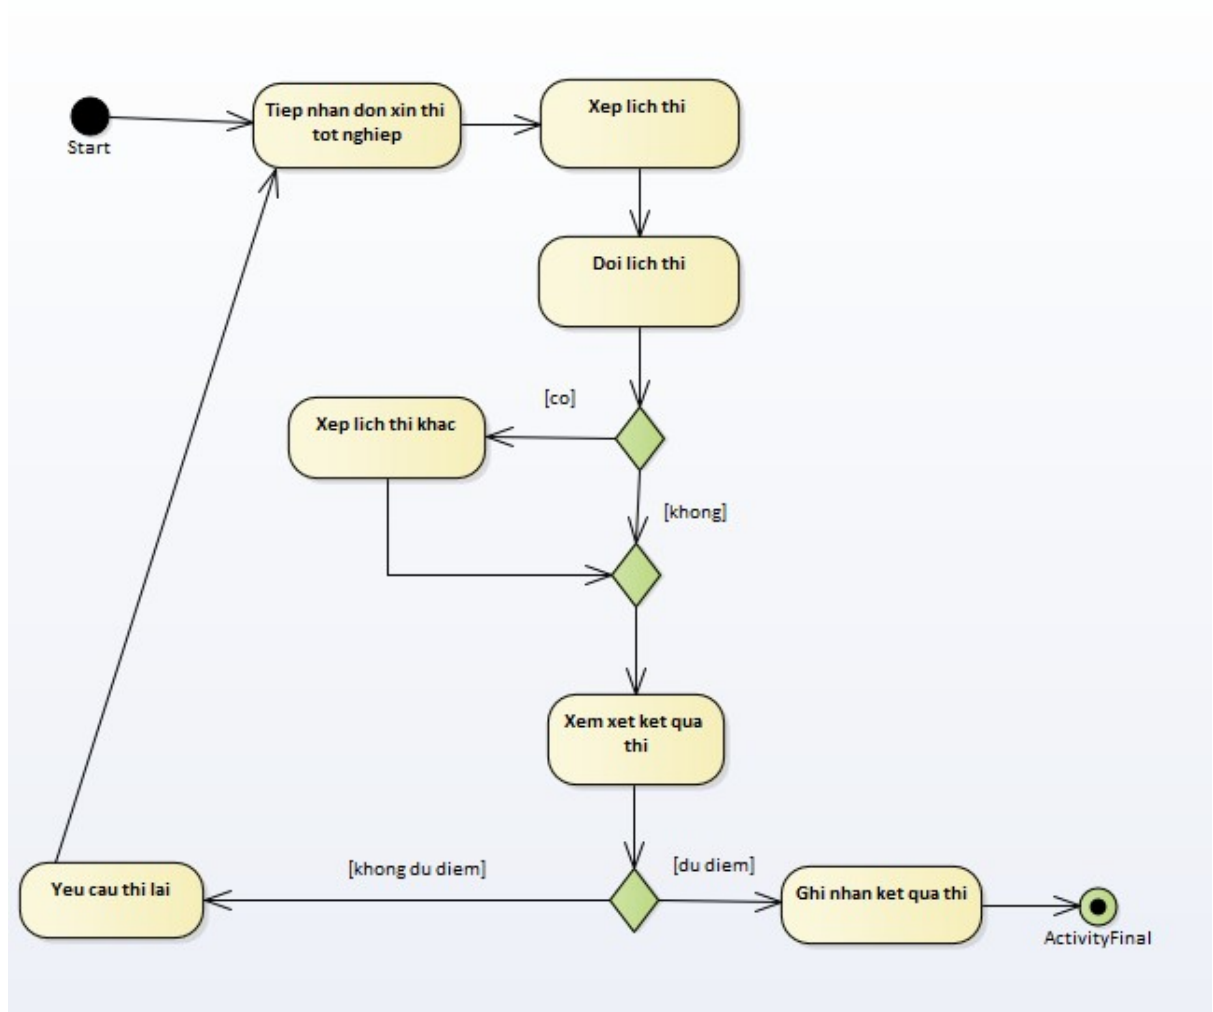 Start
Tiep nhan don xin thi
tot nghiep
Xep lich thi
Doi lich thi
[co]
Xep lich thi khac
[khong]
Xem xet ket qua
thi
[khong du diem]
[du diem]
Yeu cau thi lai
Ghi nhan ket qua thi
ActivityFinal